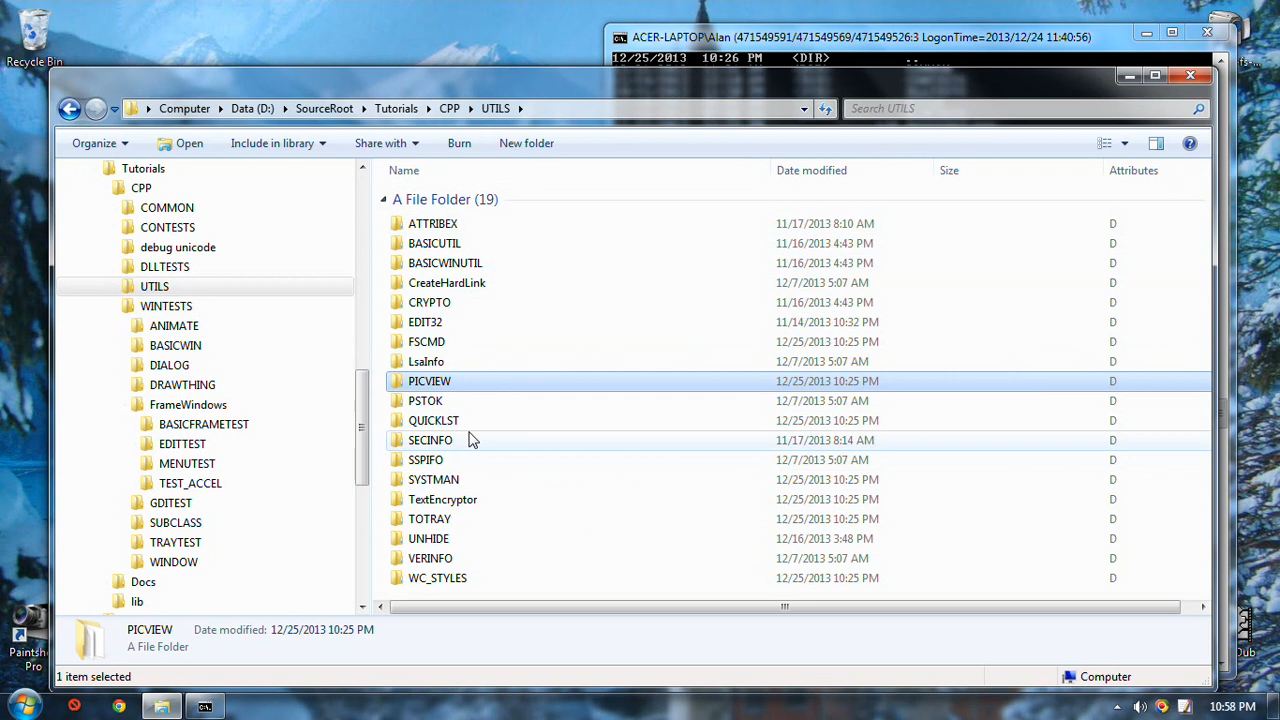 Recycle Bin
ACER-LAPTOP\Alan (471549591/471549569/471549526:3 LogonTime=2013/12/24 11:40:56)
12/25/2013 10:26 PM <DIR> ..
Computer Data (D:) SourceRoot Tutorials CPP UTILS
Search UTILS
Organize Open Include in library Share with Burn New folder
Tutorials
CPP
COMMON
CONTESTS
debug unicode
DLLTESTS
UTILS
WINTESTS
ANIMATE
BASICWIN
DIALOG
DRAWTHING
FrameWindows
BASICFRAMETEST
EDITTEST
MENUTEST
TEST_ACCEL
GDITEST
SUBCLASS
TRAYTEST
WINDOW
Docs
lib
Name Date modified Size Attributes
A File Folder (19)
ATTRIBEX 11/17/2013 8:10 AM D
BASICUTIL 11/16/2013 4:43 PM D
BASICWINUTIL 11/16/2013 4:43 PM D
CreateHardLink 12/7/2013 5:07 AM D
CRYPTO 11/16/2013 4:43 PM D
EDIT32 11/14/2013 10:32 PM D
FSCMD 12/25/2013 10:25 PM D
LsaInfo 12/7/2013 5:07 AM D
PICVIEW 12/25/2013 10:25 PM D
PSTOK 12/7/2013 5:07 AM D
QUICKLST 12/25/2013 10:25 PM D
SECINFO 11/17/2013 8:14 AM D
SSPIFO 12/7/2013 5:07 AM D
SYSTMAN 12/25/2013 10:25 PM D
TextEncryptor 12/25/2013 10:25 PM D
TOTRAY 12/25/2013 10:25 PM D
UNHIDE 12/16/2013 3:48 PM D
VERINFO 12/7/2013 5:07 AM D
WC_STYLES 12/25/2013 10:25 PM D
PICVIEW Date modified: 12/25/2013 10:25 PM
A File Folder
1 item selected
Computer
Paintsh
Pro
Dub
10:58 PM